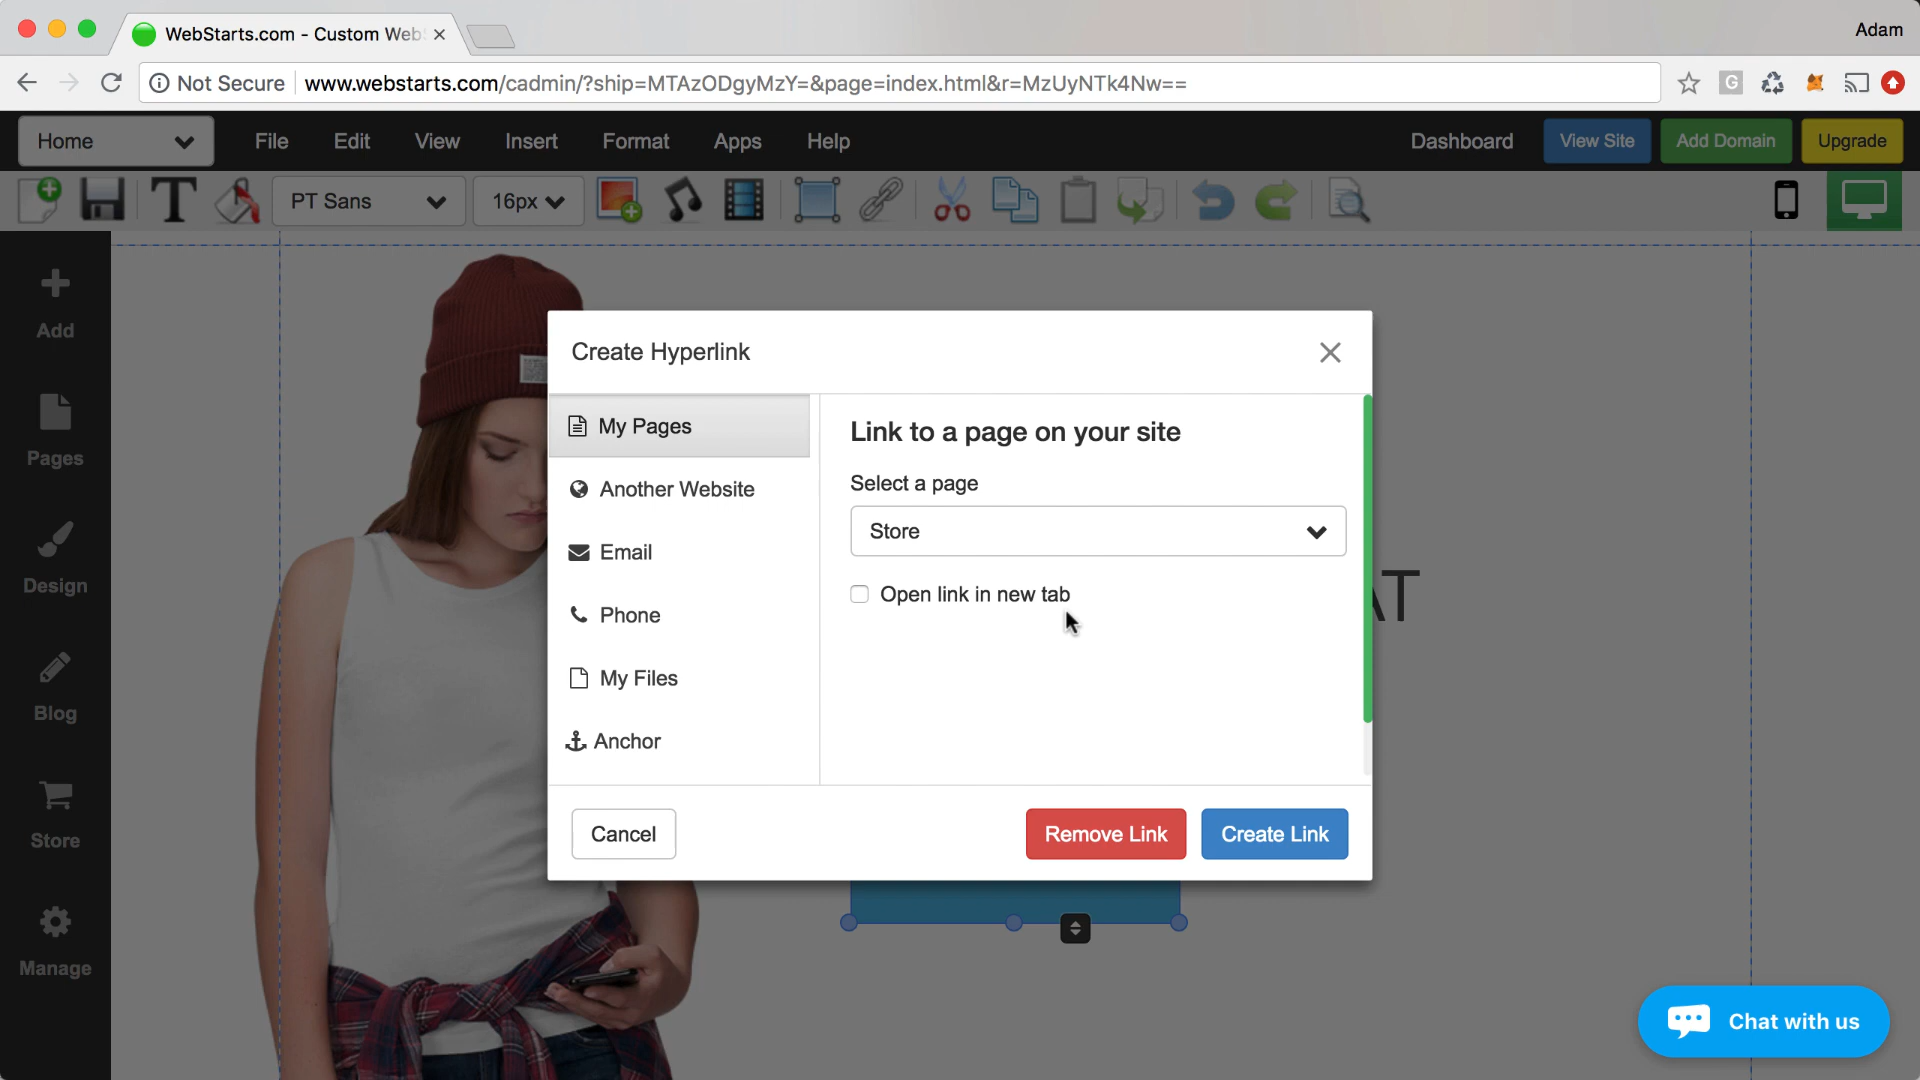 WebStarts.com - Custom Web
Adam
Not Secure
www.webstarts.com/cadmin/?ship=MTAzODgyMzY=&page=index.html&r=MzUyNTk4Nw==
G
Home
File
Edit
View
Insert
Format
Apps
Help
Dashboard
View Site
Add Domain
Upgrade
T
PT Sans
16px
Add
Pages
Design
Blog
Store
Manage
Create Hyperlink
My Pages
Another Website
Email
Phone
My Files
Anchor
Link to a page on your site
Select a page
Store
Open link in new tab
Cancel
Remove Link
Create Link
AT
Chat with us